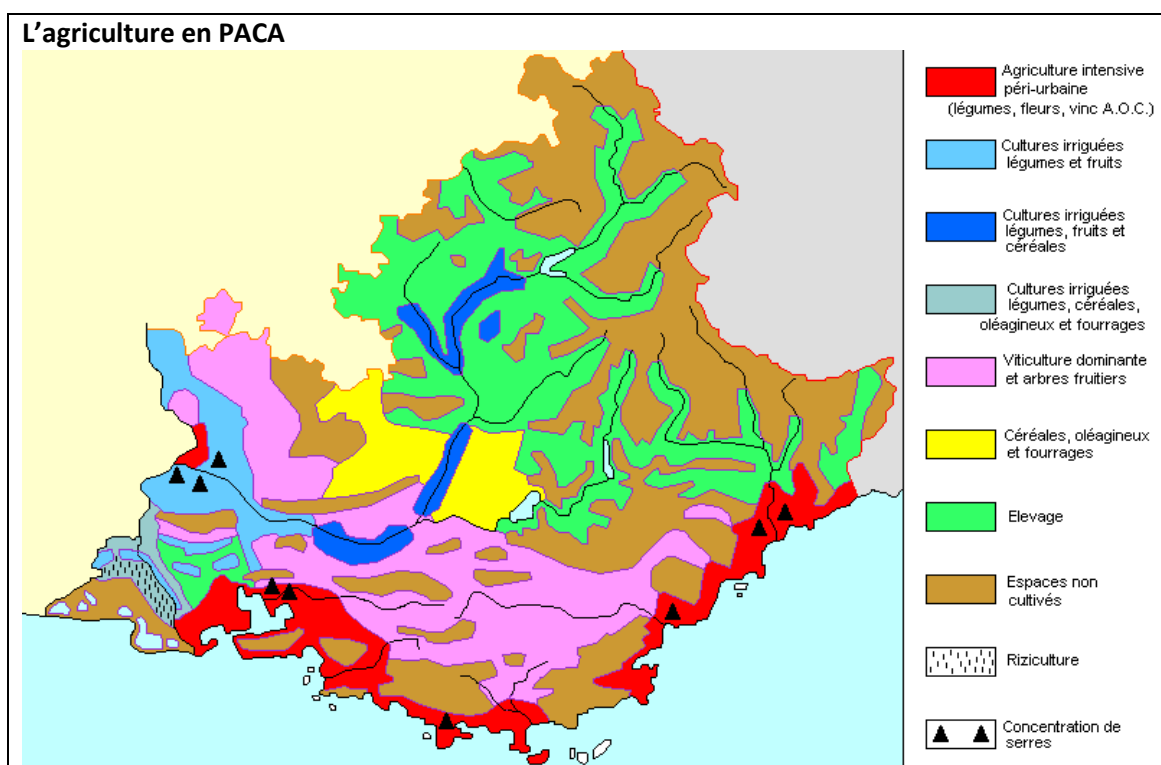 L’agriculture en PACA
Agriculture intensive
péri-urbaine
(légumes, fleurs, vinc A.O.C.)
Cultures irriguées
légumes et fruits
Cultures irriguées
légumes, fruits et
céréales
Cultures irriguées
légumes, céréales,
oléagineux et fourrages
Viticulture dominante
et arbres fruitiers
Céréales, oléagineux
et fourrages
Elevage
Espaces non
cultivés
Riziculture
Concentration de
serres